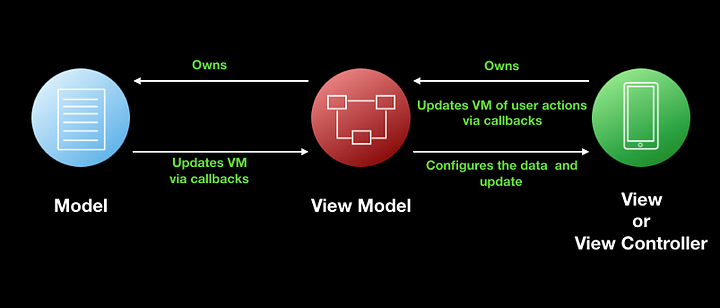 Owns
Owns
Updates VM of user actions
via callbacks
Updates VM
via callbacks
Configures the data and
update
Model
View Model
View
or
View Controller